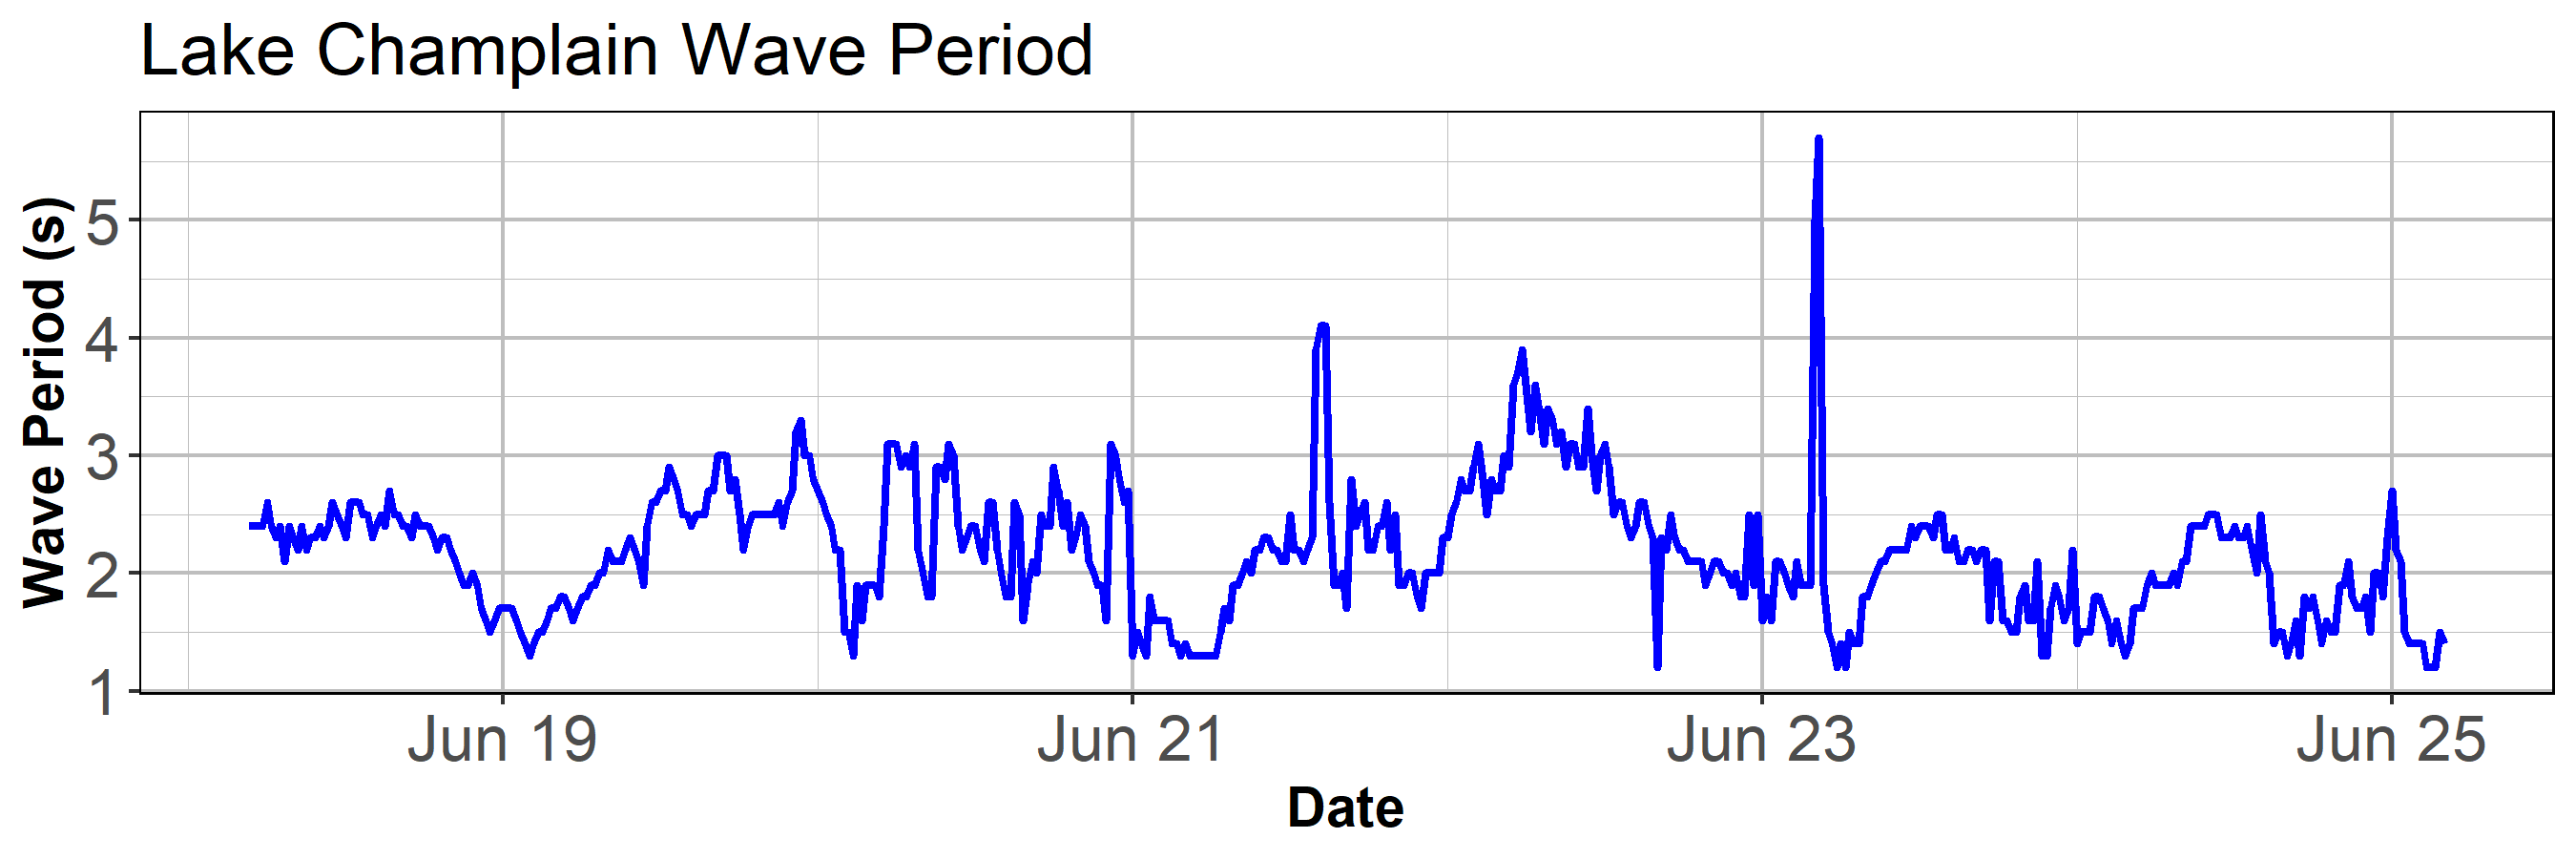 Lake Champlain Wave Period
Wave Period (s)
5
4
3
2
1
Jun 19
Jun 21
Jun 23
Jun 25
Date